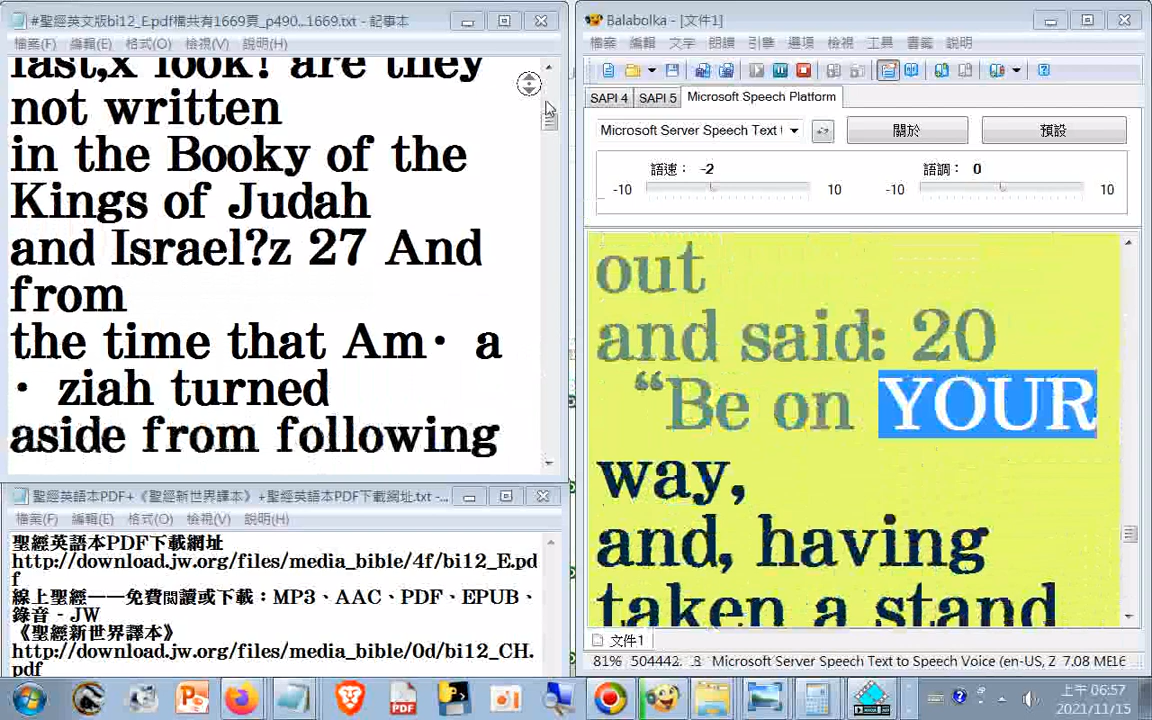 #聖經英文版bi12_E.pdf檔共有1669頁_p490...1669.txt - 記事本
檔案(F) 編輯(E) 格式(O) 檢視(V) 說明(H)
last,x look! are they
not written
in the Booky of the
Kings of Judah
and Israel?z 27 And
from
the time that Am· a
· ziah turned
aside from following
聖經英語本PDF+《聖經新世界譯本》+聖經英語本PDF下載網址.txt -...
檔案(F) 編輯(E) 格式(O) 檢視(V) 說明(H)
聖經英語本PDF下載網址
http://download.jw.org/files/media_bible/4f/bi12_E.pd
f
線上聖經——免費閱讀或下載：MP3、AAC、PDF、EPUB、
錄音 - JW
《聖經新世界譯本》
http://download.jw.org/files/media_bible/0d/bi12_CH.
pdf
Balabolka - [文件1]
檔案 編輯 文字 朗讀 引擎 選項 檢視 工具 書籤 說明
SAPI 4 SAPI 5 Microsoft Speech Platform
Microsoft Server Speech Text 關於 預設
語速： -2 語調： 0
-10 10 -10 10
out
and said: 20
“Be on YOUR
way,
and, having
taken a stand
文件1
81% 504442. Microsoft Server Speech Text to Speech Voice (en-US, Z 7.08 ME16
上午 06:57
2021/11/15